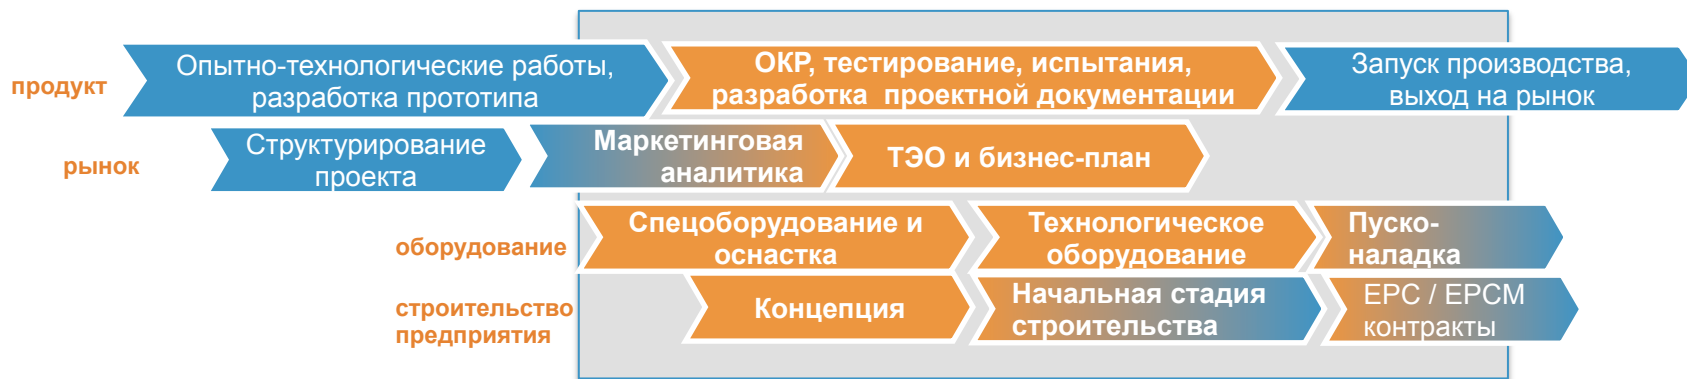 продукт
Опытно-технологические работы,
разработка прототипа
ОКР, тестирование, испытания,
разработка проектной документации
Запуск производства,
выход на рынок
рынок
Структурирование
проекта
Маркетинговая
аналитика
ТЭО и бизнес-план
оборудование
Спецоборудование и
оснастка
Технологическое
оборудование
Пуско-
наладка
строительство
предприятия
Концепция
Начальная стадия
строительства
EPC / EPCM
контракты